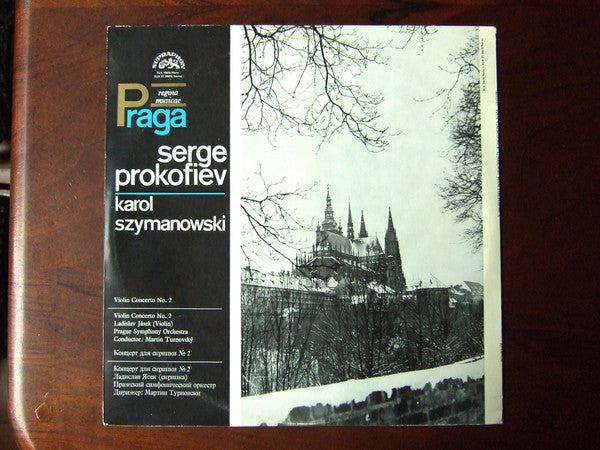 SUPRAPHON
regina
musicae
Praga
serge
prokofiev
karol
szymanowski
Violin Concerto No. 2
Violin Concerto No. 2
Ladislav Jásek (Violin)
Prague Symphony Orchestra
Conductor: Martin Turnovský
Концерт для скрипки № 2
Концерт для скрипки № 2
Ладислав Ясек (скрипка)
Пражский симфонический оркестр
Дирижер: Мартин Турновски